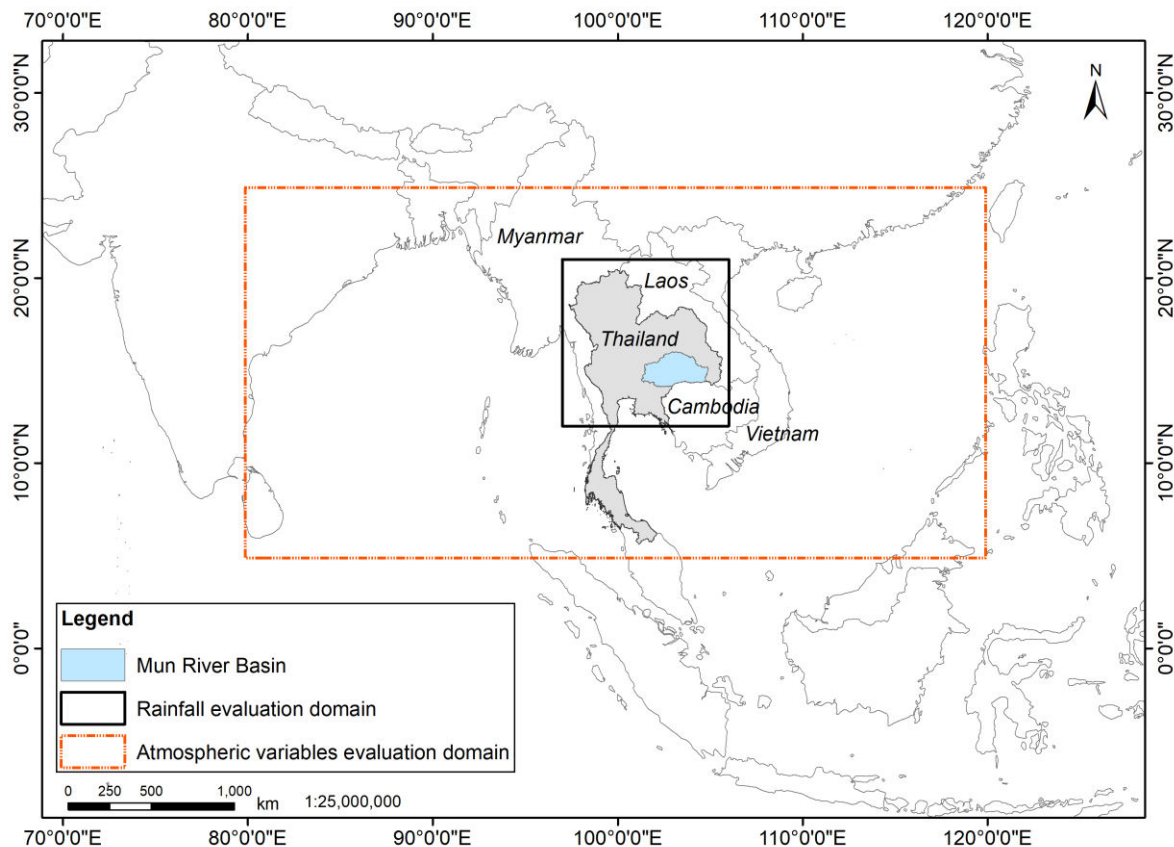 70°0'0"E 80°0'0"E 90°0'0"E 100°0'0"E 110°0'0"E 120°0'0"E
30°0'0"N
20°0'0"N
10°0'0"N
0°0'0"
N
30°0'0"N
20°0'0"N
10°0'0"N
0°0'0"
Myanmar
Laos
Thailand
Cambodia
Vietnam
Legend
Mun River Basin
Rainfall evaluation domain
Atmospheric variables evaluation domain
0 250 500 1,000
km 1:25,000,000
70°0'0"E 80°0'0"E 90°0'0"E 100°0'0"E 110°0'0"E 120°0'0"E